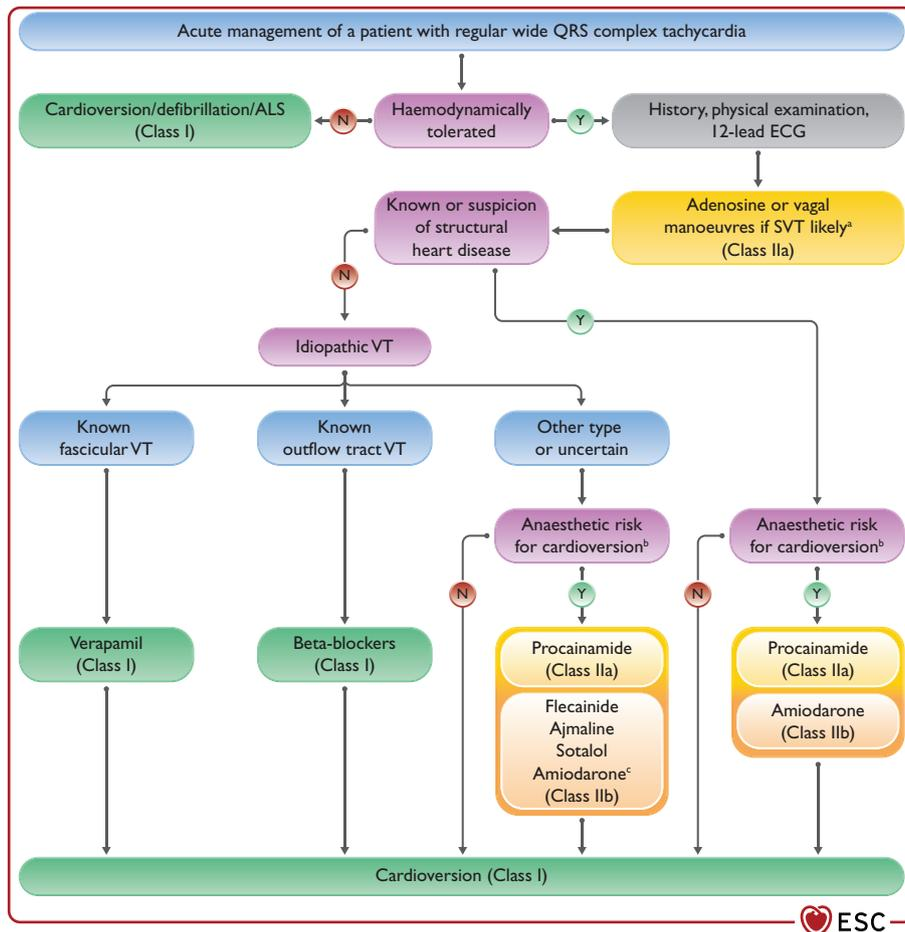 Acute management of a patient with regular wide QRS complex tachycardia
Cardioversion/defibrillation/ALS
(Class I)
N
Haemodynamically
tolerated
Y
History, physical examination,
12-lead ECG
Known or suspicion
of structural
heart disease
Adenosine or vagal
manoeuvres if SVT likelyᵃ
(Class IIa)
N
Y
Idiopathic VT
Known
fascicular VT
Known
outflow tract VT
Other type
or uncertain
Anaesthetic risk
for cardioversionᵇ
Anaesthetic risk
for cardioversionᵇ
N
Y
N
Y
Verapamil
(Class I)
Beta-blockers
(Class I)
Procainamide
(Class IIa)
Flecainide
Ajmaline
Sotalol
Amiodaroneᶜ
(Class IIb)
Procainamide
(Class IIa)
Amiodarone
(Class IIb)
Cardioversion (Class I)
ESC